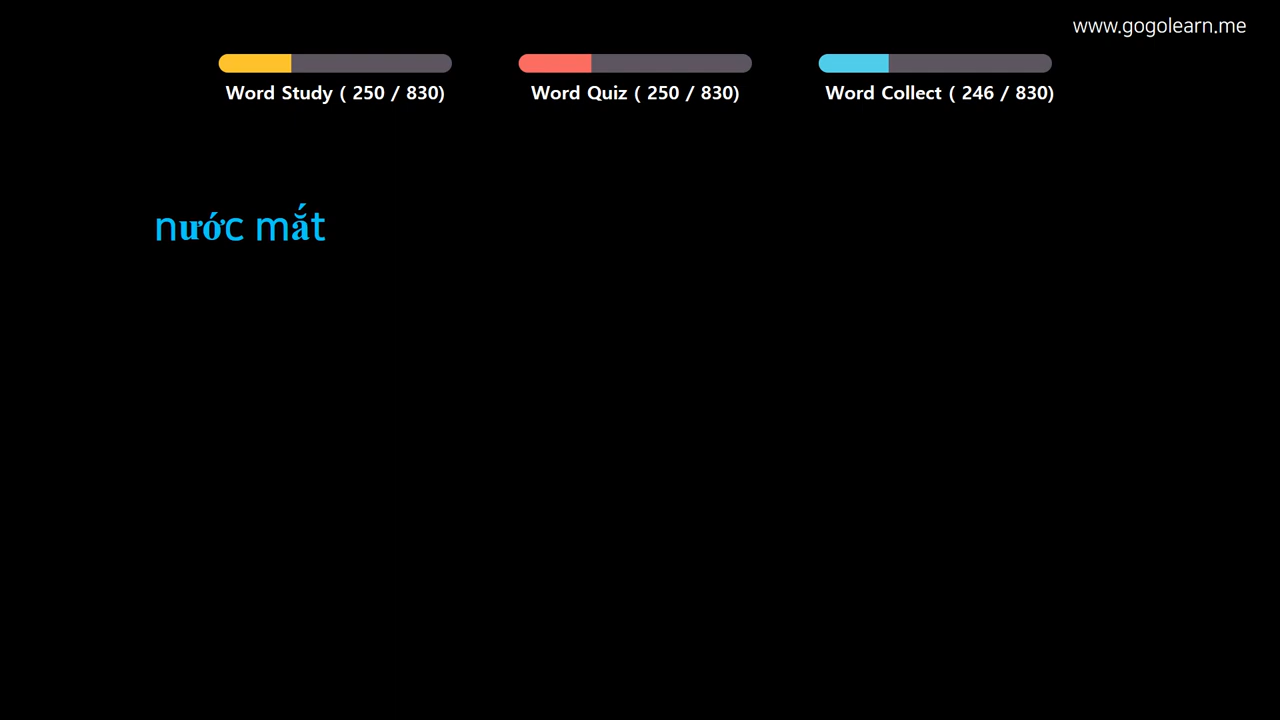 www.gogolearn.me
Word Study ( 250 / 830)
Word Quiz ( 250 / 830)
Word Collect ( 246 / 830)
nước mắt